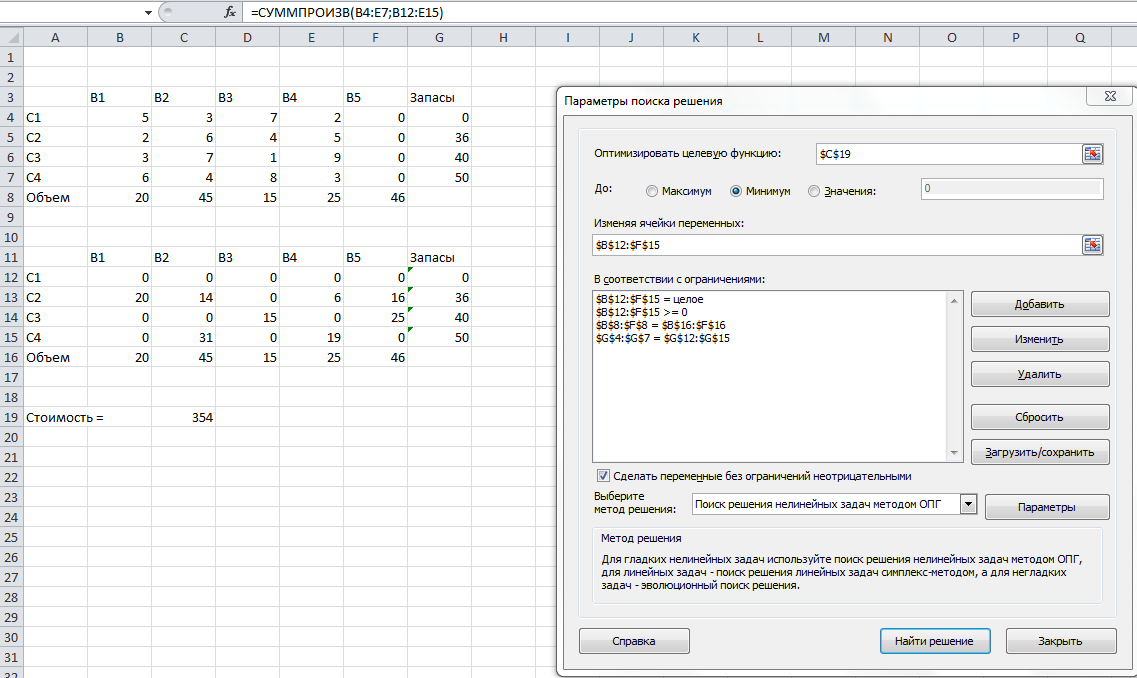 fx =СУММПРОИЗВ(B4:E7;B12:E15)
A B C D E F G H I J K L M N O P Q
1
2
3 B1 B2 B3 B4 B5 Запасы
4 C1 5 3 7 2 0 0
5 C2 2 6 4 5 0 36
6 C3 3 7 1 9 0 40
7 C4 6 4 8 3 0 50
8 Объем 20 45 15 25 46
9
10
11 B1 B2 B3 B4 B5 Запасы
12 C1 0 0 0 0 0 0
13 C2 20 14 0 6 16 36
14 C3 0 0 15 0 25 40
15 C4 0 31 0 19 0 50
16 Объем 20 45 15 25 46
17
18
19 Стоимость = 354
20
21
22
23
24
25
26
27
28
29
30
31
32
Параметры поиска решения
Оптимизировать целевую функцию: $C$19
До: Максимум Минимум Значения: 0
Изменяя ячейки переменных:
$B$12:$F$15
В соответствии с ограничениями:
$B$12:$F$15 = целое
$B$12:$F$15 >= 0
$B$8:$F$8 = $B$16:$F$16
$G$4:$G$7 = $G$12:$G$15
Добавить
Изменить
Удалить
Сбросить
Загрузить/сохранить
Сделать переменные без ограничений неотрицательными
Выберите
метод решения:
Поиск решения нелинейных задач методом ОПГ
Параметры
Метод решения
Для гладких нелинейных задач используйте поиск решения нелинейных задач методом ОПГ,
для линейных задач - поиск решения линейных задач симплекс-методом, а для негладких
задач - эволюционный поиск решения.
Справка
Найти решение
Закрыть